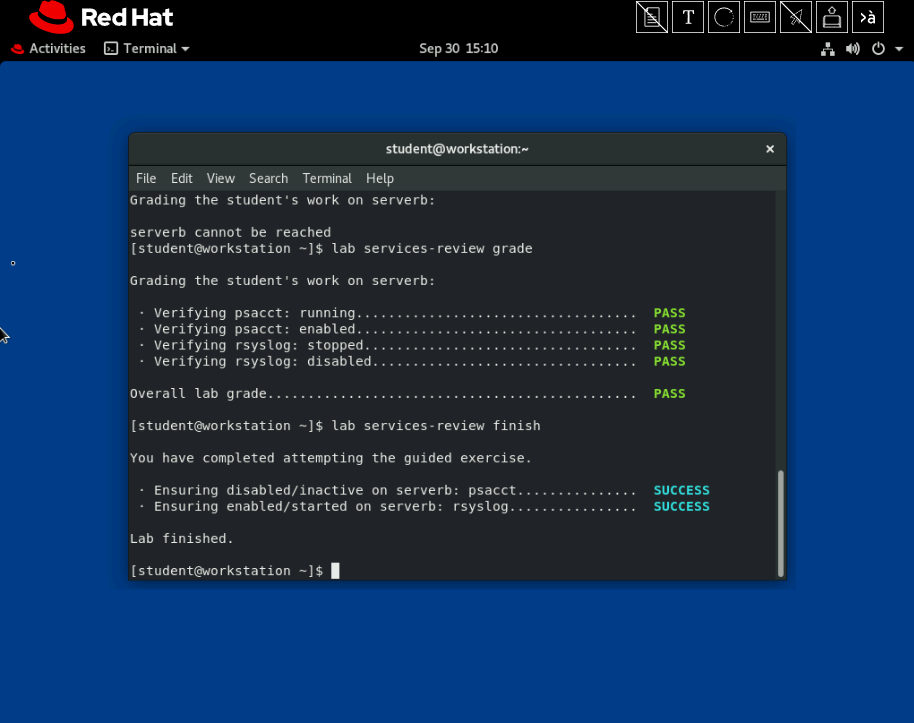 Red Hat
T
>à
Activities Terminal Sep 30 15:10
student@workstation:~ ×
File Edit View Search Terminal Help
Grading the student's work on serverb:
serverb cannot be reached
[student@workstation ~]$ lab services-review grade
Grading the student's work on serverb:
· Verifying psacct: running................................... PASS
· Verifying psacct: enabled................................... PASS
· Verifying rsyslog: stopped.................................. PASS
· Verifying rsyslog: disabled................................. PASS
Overall lab grade.............................................. PASS
[student@workstation ~]$ lab services-review finish
You have completed attempting the guided exercise.
· Ensuring disabled/inactive on serverb: psacct............... SUCCESS
· Ensuring enabled/started on serverb: rsyslog................ SUCCESS
Lab finished.
[student@workstation ~]$